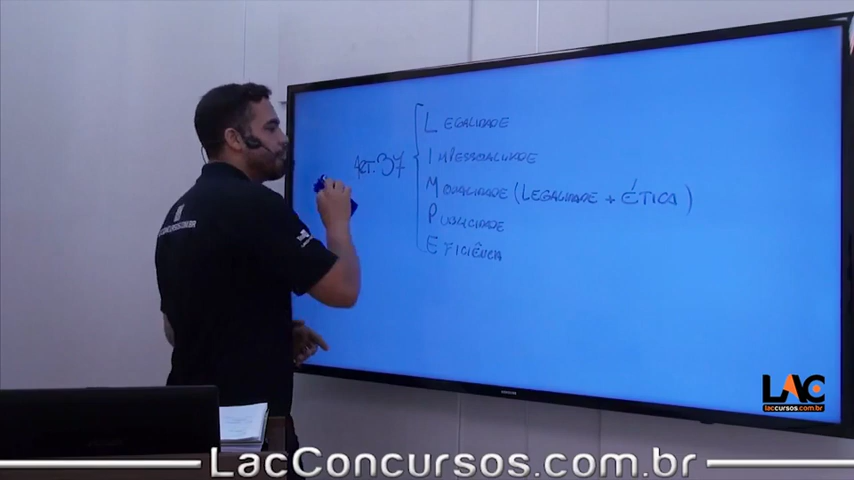 ART. 37
LEGALIDADE
IMPESSOALIDADE
MORALIDADE (LEGALIDADE + ÉTICA)
PUBLICIDADE
EFICIÊNCIA
LAC
laccursos.com.br
LacConcursos.com.br